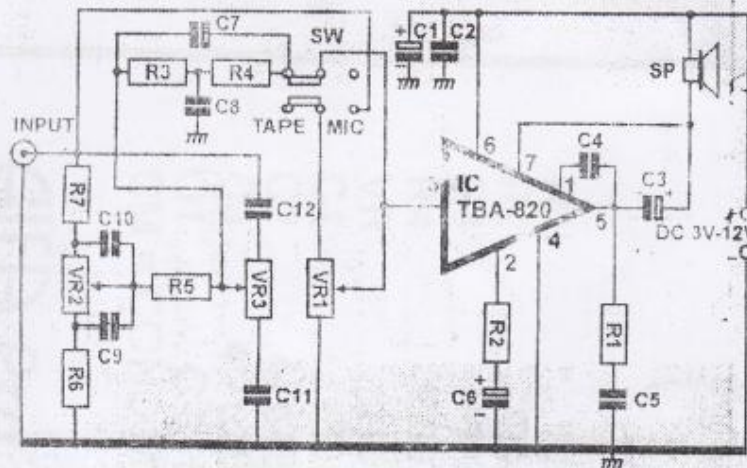 C7
SW
+ C1
C2
R3
R4
C8
SP
INPUT
TAPE
MIC
6
7
C4
1
R7
C12
3
IC
TBA-820
5
C3
+
C10
4
DC 3V-12V
VR2
R5
VR3
VR1
2
C9
R2
R1
R6
C11
+
C6
-
C5